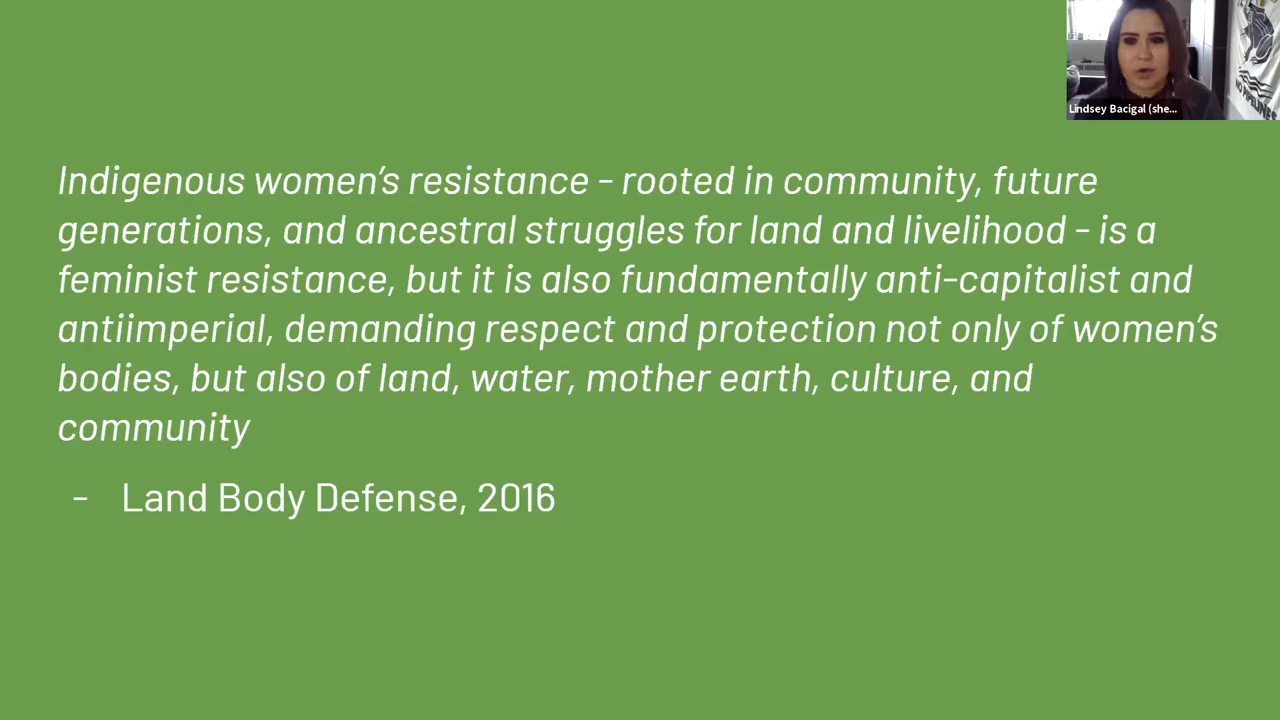 Lindsey Bacigal (she...
NO PIPELINES
Indigenous women's resistance - rooted in community, future
generations, and ancestral struggles for land and livelihood - is a
feminist resistance, but it is also fundamentally anti-capitalist and
antiimperial, demanding respect and protection not only of women's
bodies, but also of land, water, mother earth, culture, and
community
- Land Body Defense, 2016